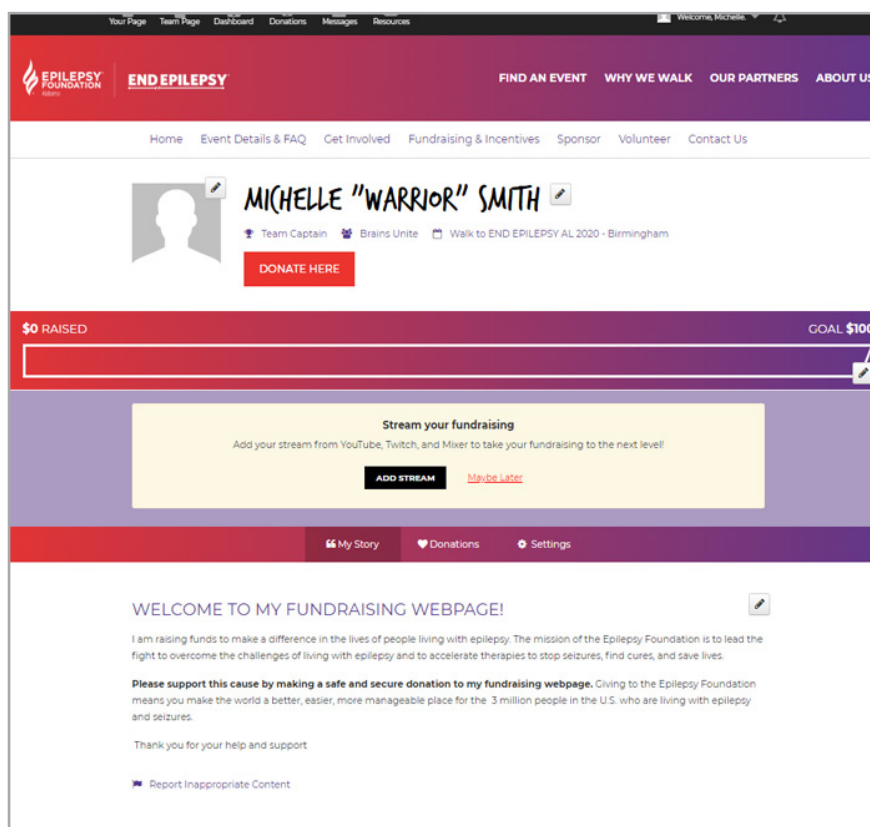 Your Page Team Page Dashboard Donations Messages Resources Welcome, Michelle.
EPILEPSY FOUNDATION Alabama END EPILEPSY FIND AN EVENT WHY WE WALK OUR PARTNERS ABOUT US
Home Event Details & FAQ Get Involved Fundraising & Incentives Sponsor Volunteer Contact Us
MICHELLE "WARRIOR" SMITH
Team Captain Brains Unite Walk to END EPILEPSY AL 2020 - Birmingham
DONATE HERE
$0 RAISED GOAL $100
Stream your fundraising
Add your stream from YouTube, Twitch, and Mixer to take your fundraising to the next level!
ADD STREAM Maybe Later
My Story Donations Settings
WELCOME TO MY FUNDRAISING WEBPAGE!
I am raising funds to make a difference in the lives of people living with epilepsy. The mission of the Epilepsy Foundation is to lead the
fight to overcome the challenges of living with epilepsy and to accelerate therapies to stop seizures, find cures, and save lives.
Please support this cause by making a safe and secure donation to my fundraising webpage. Giving to the Epilepsy Foundation
means you make the world a better, easier, more manageable place for the 3 million people in the U.S. who are living with epilepsy
and seizures.
Thank you for your help and support
Report Inappropriate Content